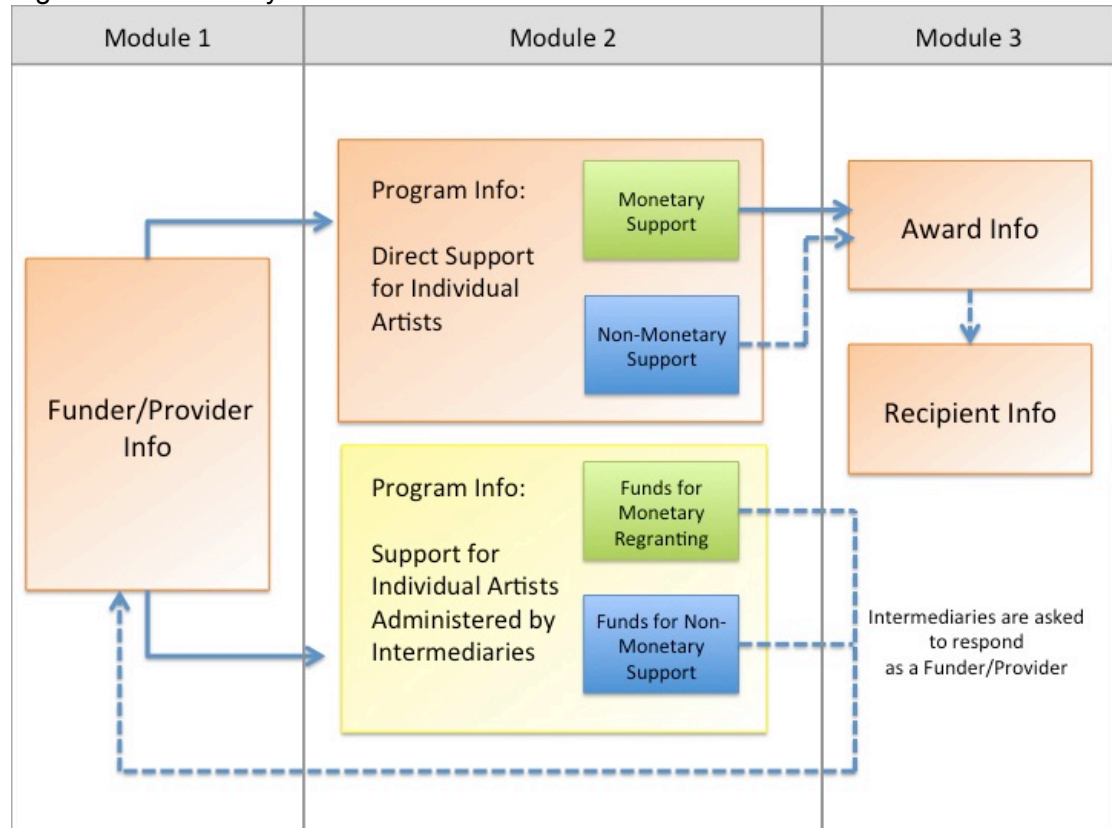 Module 1
Module 2
Module 3
Funder/Provider
Info
Program Info:
Direct Support
for Individual
Artists
Monetary
Support
Non-Monetary
Support
Award Info
Recipient Info
Program Info:
Support for
Individual Artists
Administered by
Intermediaries
Funds for
Monetary
Regranting
Funds for Non-
Monetary
Support
Intermediaries are asked
to respond
as a Funder/Provider